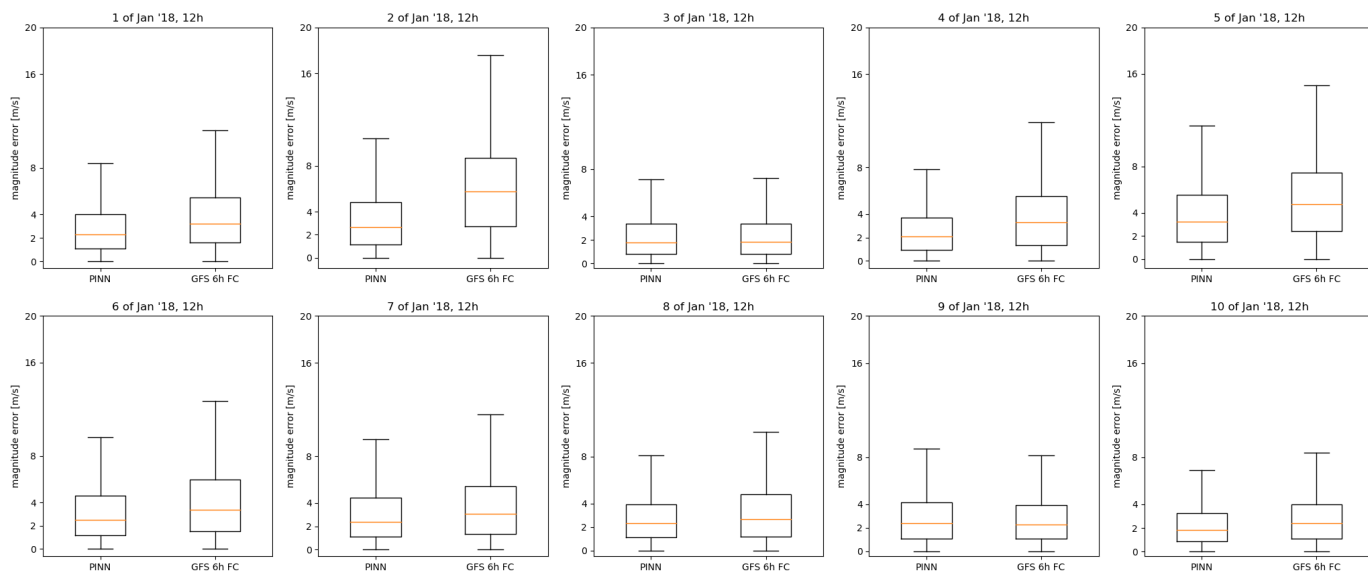 1 of Jan '18, 12h
2 of Jan '18, 12h
3 of Jan '18, 12h
4 of Jan '18, 12h
5 of Jan '18, 12h
magnitude error [m/s]
20
16
8
4
2
0
PINN
GFS 6h FC
magnitude error [m/s]
20
16
8
4
2
0
PINN
GFS 6h FC
magnitude error [m/s]
20
16
8
4
2
0
PINN
GFS 6h FC
magnitude error [m/s]
20
16
8
4
2
0
PINN
GFS 6h FC
magnitude error [m/s]
20
16
8
4
2
0
PINN
GFS 6h FC
6 of Jan '18, 12h
7 of Jan '18, 12h
8 of Jan '18, 12h
9 of Jan '18, 12h
10 of Jan '18, 12h
magnitude error [m/s]
20
16
8
4
2
0
PINN
GFS 6h FC
magnitude error [m/s]
20
16
8
4
2
0
PINN
GFS 6h FC
magnitude error [m/s]
20
16
8
4
2
0
PINN
GFS 6h FC
magnitude error [m/s]
20
16
8
4
2
0
PINN
GFS 6h FC
magnitude error [m/s]
20
16
8
4
2
0
PINN
GFS 6h FC